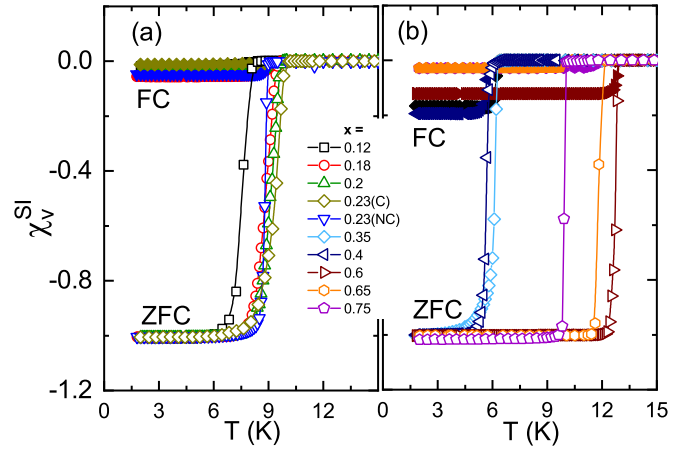 (a)
(b)
0.0
-0.4
-0.8
-1.2
χᵥ^SI
FC
ZFC
x =
0.12
0.18
0.2
0.23(C)
0.23(NC)
0.35
0.4
0.6
0.65
0.75
FC
ZFC
0 3 6 9 12
0 3 6 9 12 15
T (K)
T (K)